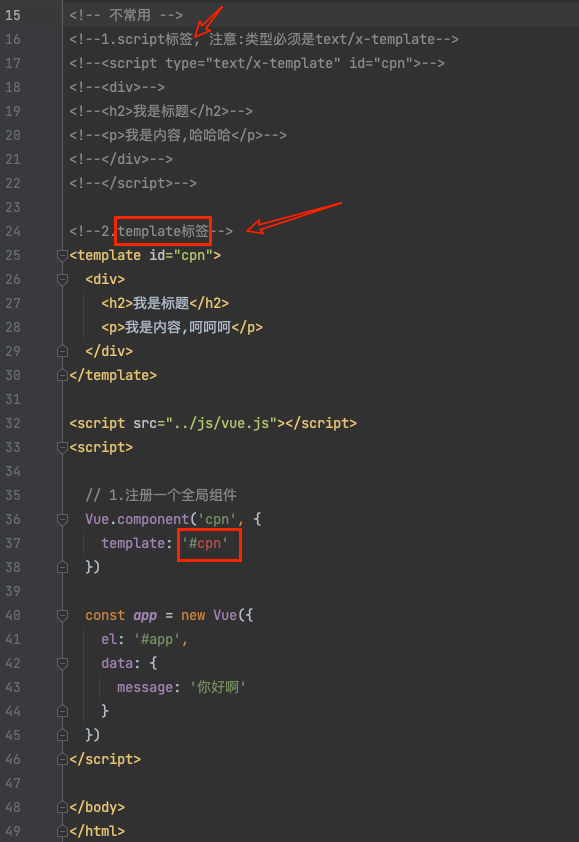 15 <!-- 不常用 -->
16 <!--1.script标签, 注意:类型必须是text/x-template-->
17 <!--<script type="text/x-template" id="cpn">-->
18 <!--<div>-->
19 <!--<h2>我是标题</h2>-->
20 <!--<p>我是内容,哈哈哈</p>-->
21 <!--</div>-->
22 <!--</script>-->
23
24 <!--2.template标签-->
25 <template id="cpn">
26 <div>
27 <h2>我是标题</h2>
28 <p>我是内容,呵呵呵</p>
29 </div>
30 </template>
31
32 <script src="../js/vue.js"></script>
33 <script>
34
35 // 1.注册一个全局组件
36 Vue.component('cpn', {
37 template: '#cpn'
38 })
39
40 const app = new Vue({
41 el: '#app',
42 data: {
43 message: '你好啊'
44 }
45 })
46 </script>
47
48 </body>
49 </html>